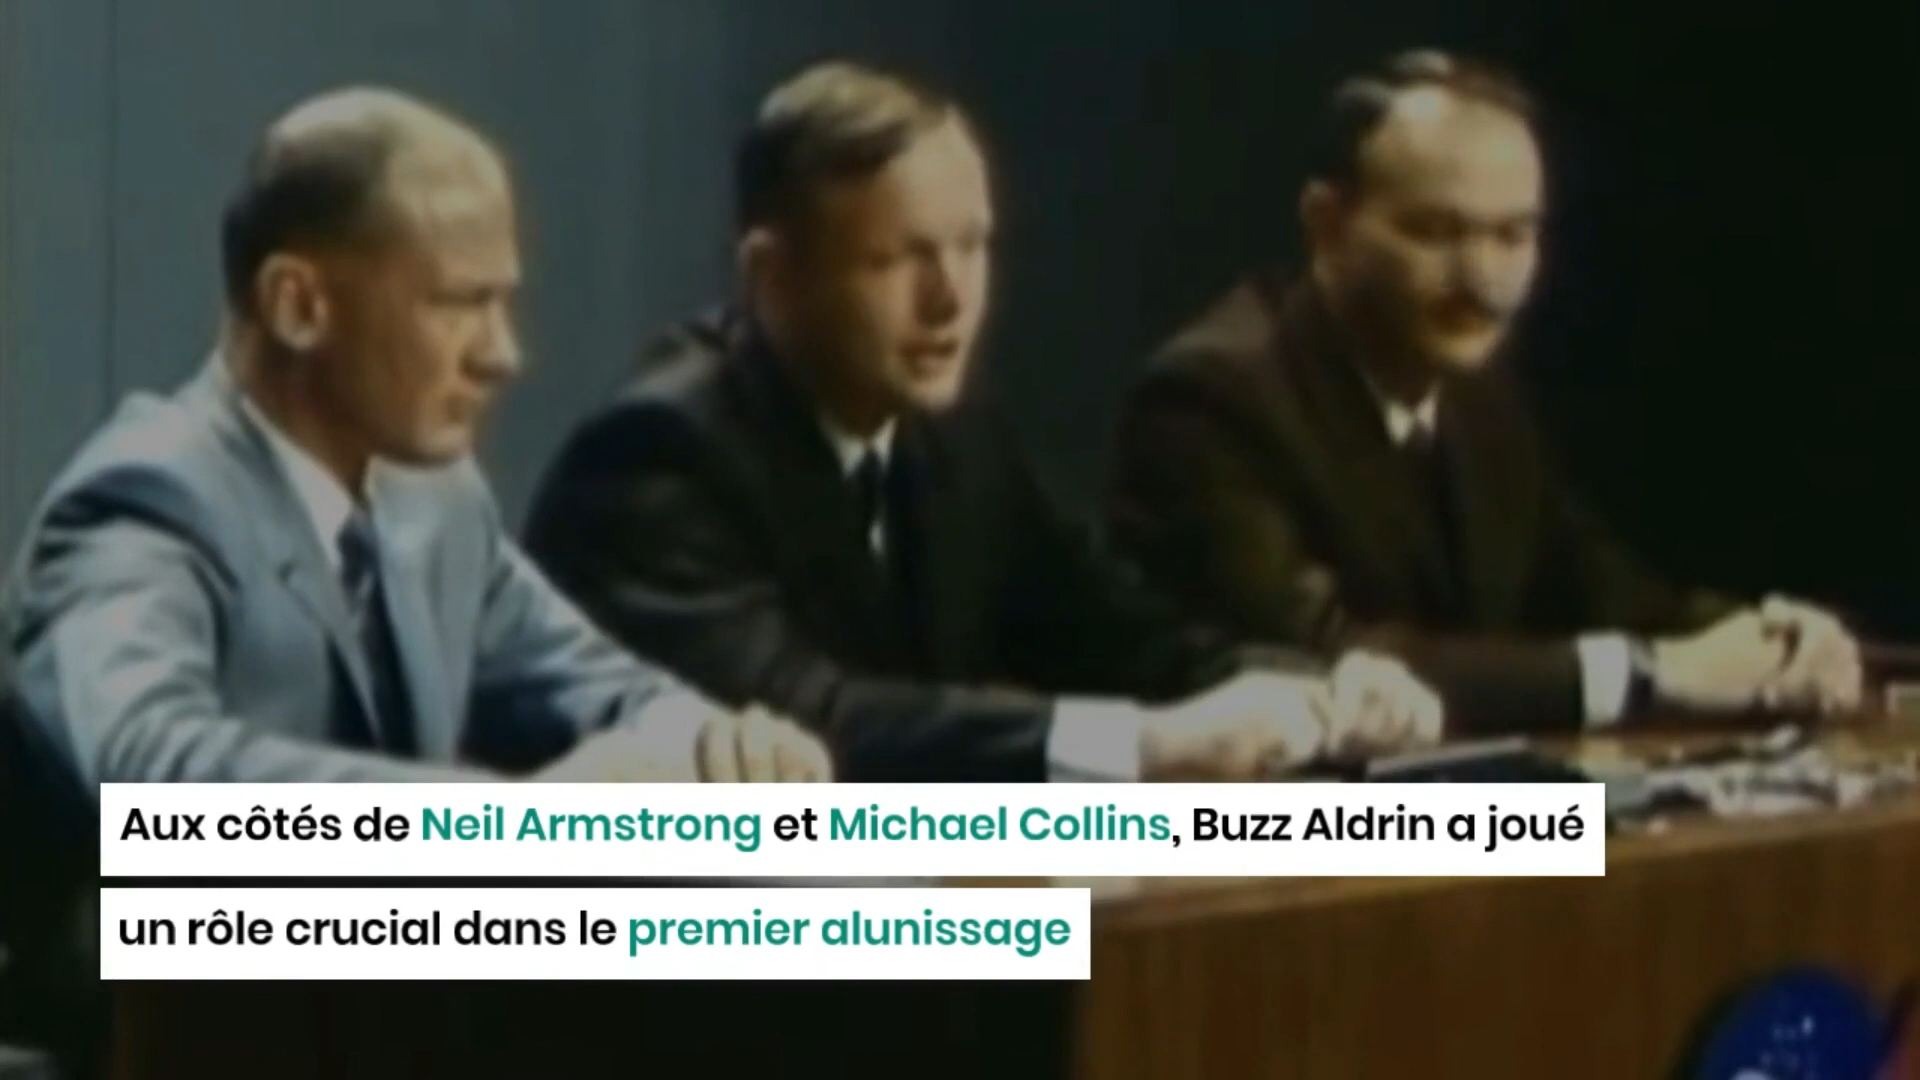 Aux côtés de Neil Armstrong et Michael Collins, Buzz Aldrin a joué
un rôle crucial dans le premier alunissage